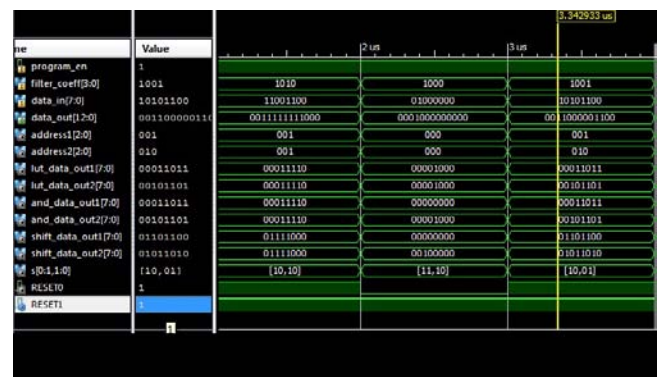 3.342933 us
ne Value 2 us 3 us
program_en 1
filter_coeff[3:0] 1001 1010 1000 1001
data_in[7:0] 10101100 11001100 01000000 10101100
data_out[12:0] 00110000011 0011111111000 0001000000000 0011000001100
address1[2:0] 001 001 000 001
address2[2:0] 010 001 000 010
lut_data_out1[7:0] 00011011 00011110 00001000 00011011
lut_data_out2[7:0] 00101101 00011110 00001000 00101101
and_data_out1[7:0] 00011011 00011110 00000000 00011011
and_data_out2[7:0] 00101101 00011110 00001000 00101101
shift_data_out1[7:0] 01101100 01111000 00000000 01101100
shift_data_out2[7:0] 01011010 01111000 00100000 01011010
s[0:1,1:0] [10,01] [10,10] [11,10] [10,01]
RESET0 1
RESET1 1
1